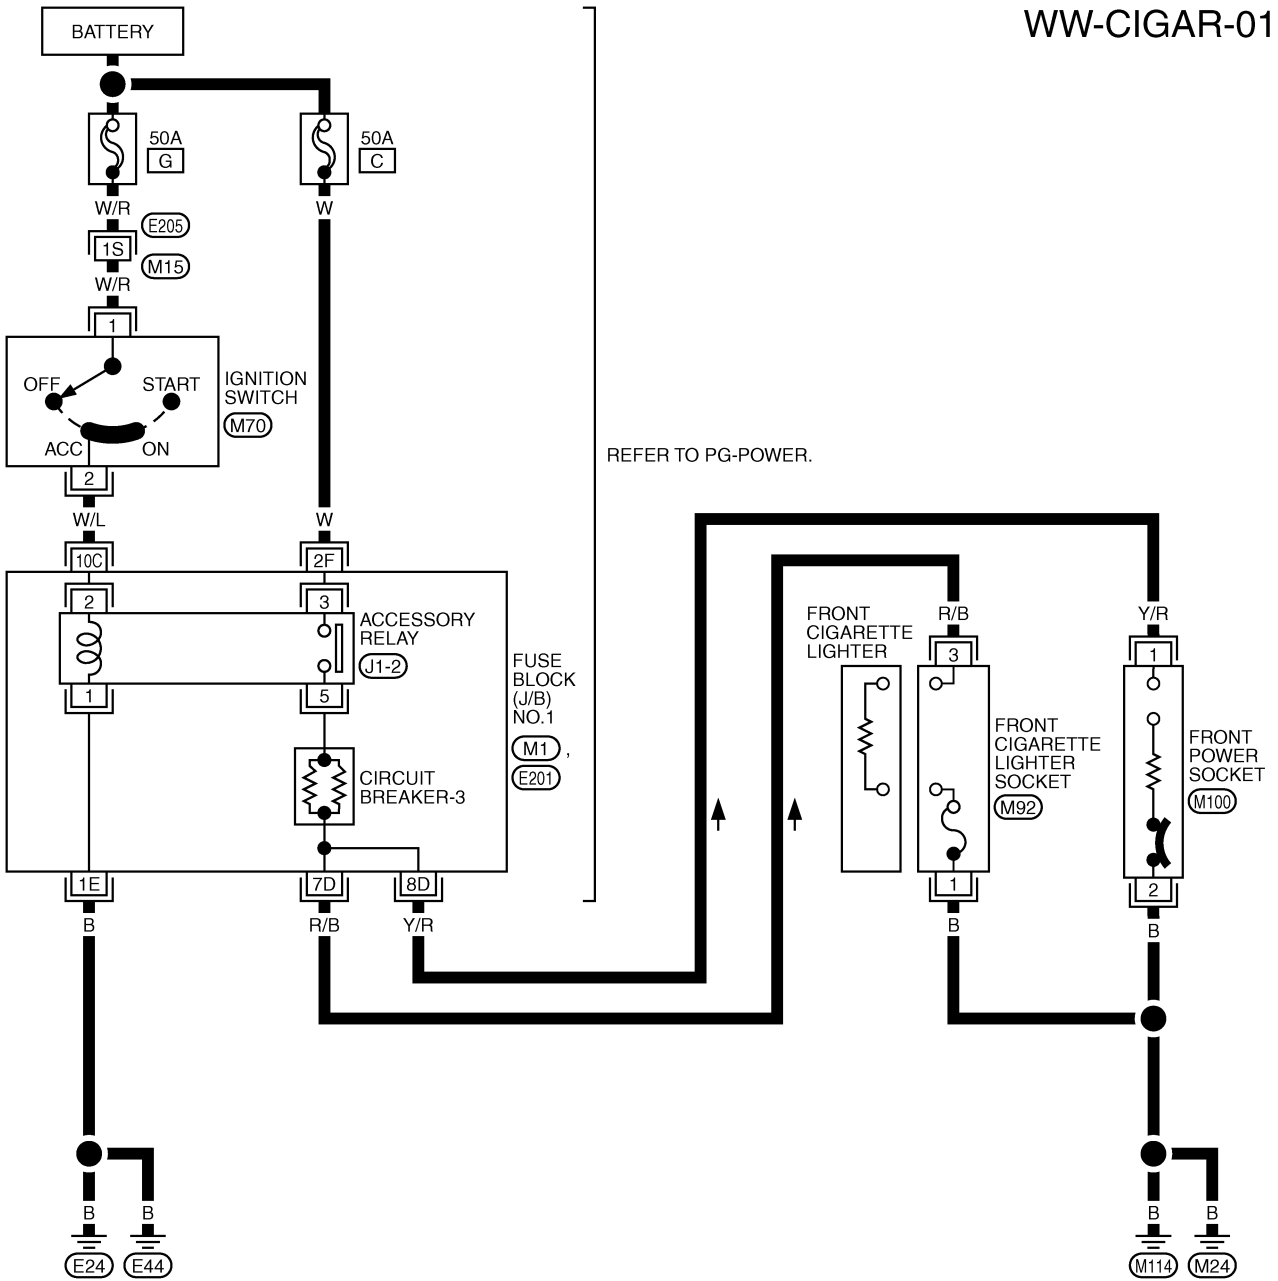 WW-CIGAR-01
BATTERY
50A
G
50A
C
W/R
W
E205
1S
M15
W/R
1
OFF
START
IGNITION
SWITCH
M70
ACC
ON
REFER TO PG-POWER.
2
W/L
W
10C
2F
2
3
ACCESSORY
RELAY
J1-2
1
5
FUSE
BLOCK
(J/B)
NO.1
M1 ,
E201
CIRCUIT
BREAKER-3
1E
7D
8D
B
R/B
Y/R
FRONT
CIGARETTE
LIGHTER
R/B
Y/R
3
1
FRONT
CIGARETTE
LIGHTER
SOCKET
M92
FRONT
POWER
SOCKET
M100
1
2
B
B
B
B
B
B
E24
E44
M114
M24